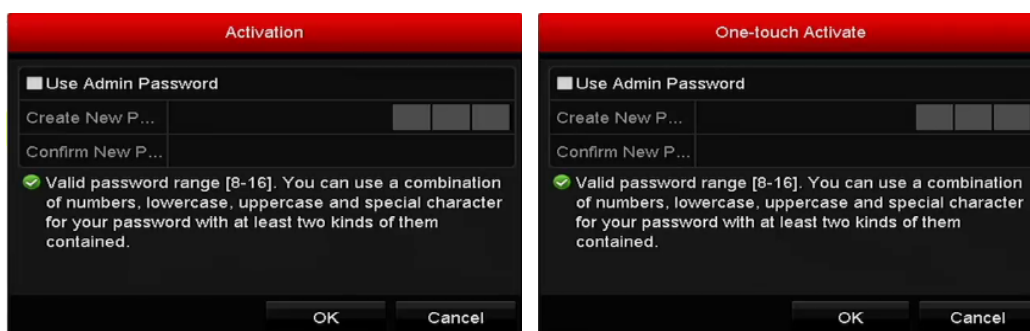 Activation
Use Admin Password
Create New P...
Confirm New P...
Valid password range [8-16]. You can use a combination
of numbers, lowercase, uppercase and special character
for your password with at least two kinds of them
contained.
OK
Cancel
One-touch Activate
Use Admin Password
Create New P...
Confirm New P...
Valid password range [8-16]. You can use a combination
of numbers, lowercase, uppercase and special character
for your password with at least two kinds of them
contained.
OK
Cancel